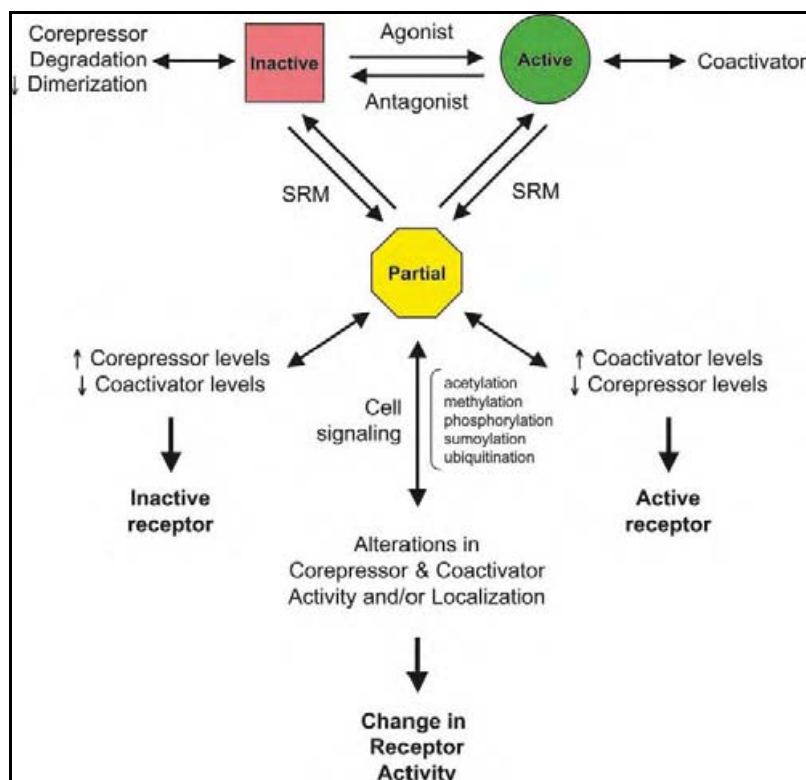 Corepressor
Degradation
↓ Dimerization
Inactive
Agonist
Antagonist
Active
Coactivator
SRM
SRM
Partial
↑ Corepressor levels
↓ Coactivator levels
Cell
signaling
acetylation
methylation
phosphorylation
sumoylation
ubiquitination
↑ Coactivator levels
↓ Corepressor levels
Inactive
receptor
Active
receptor
Alterations in
Corepressor & Coactivator
Activity and/or Localization
Change in
Receptor
Activity